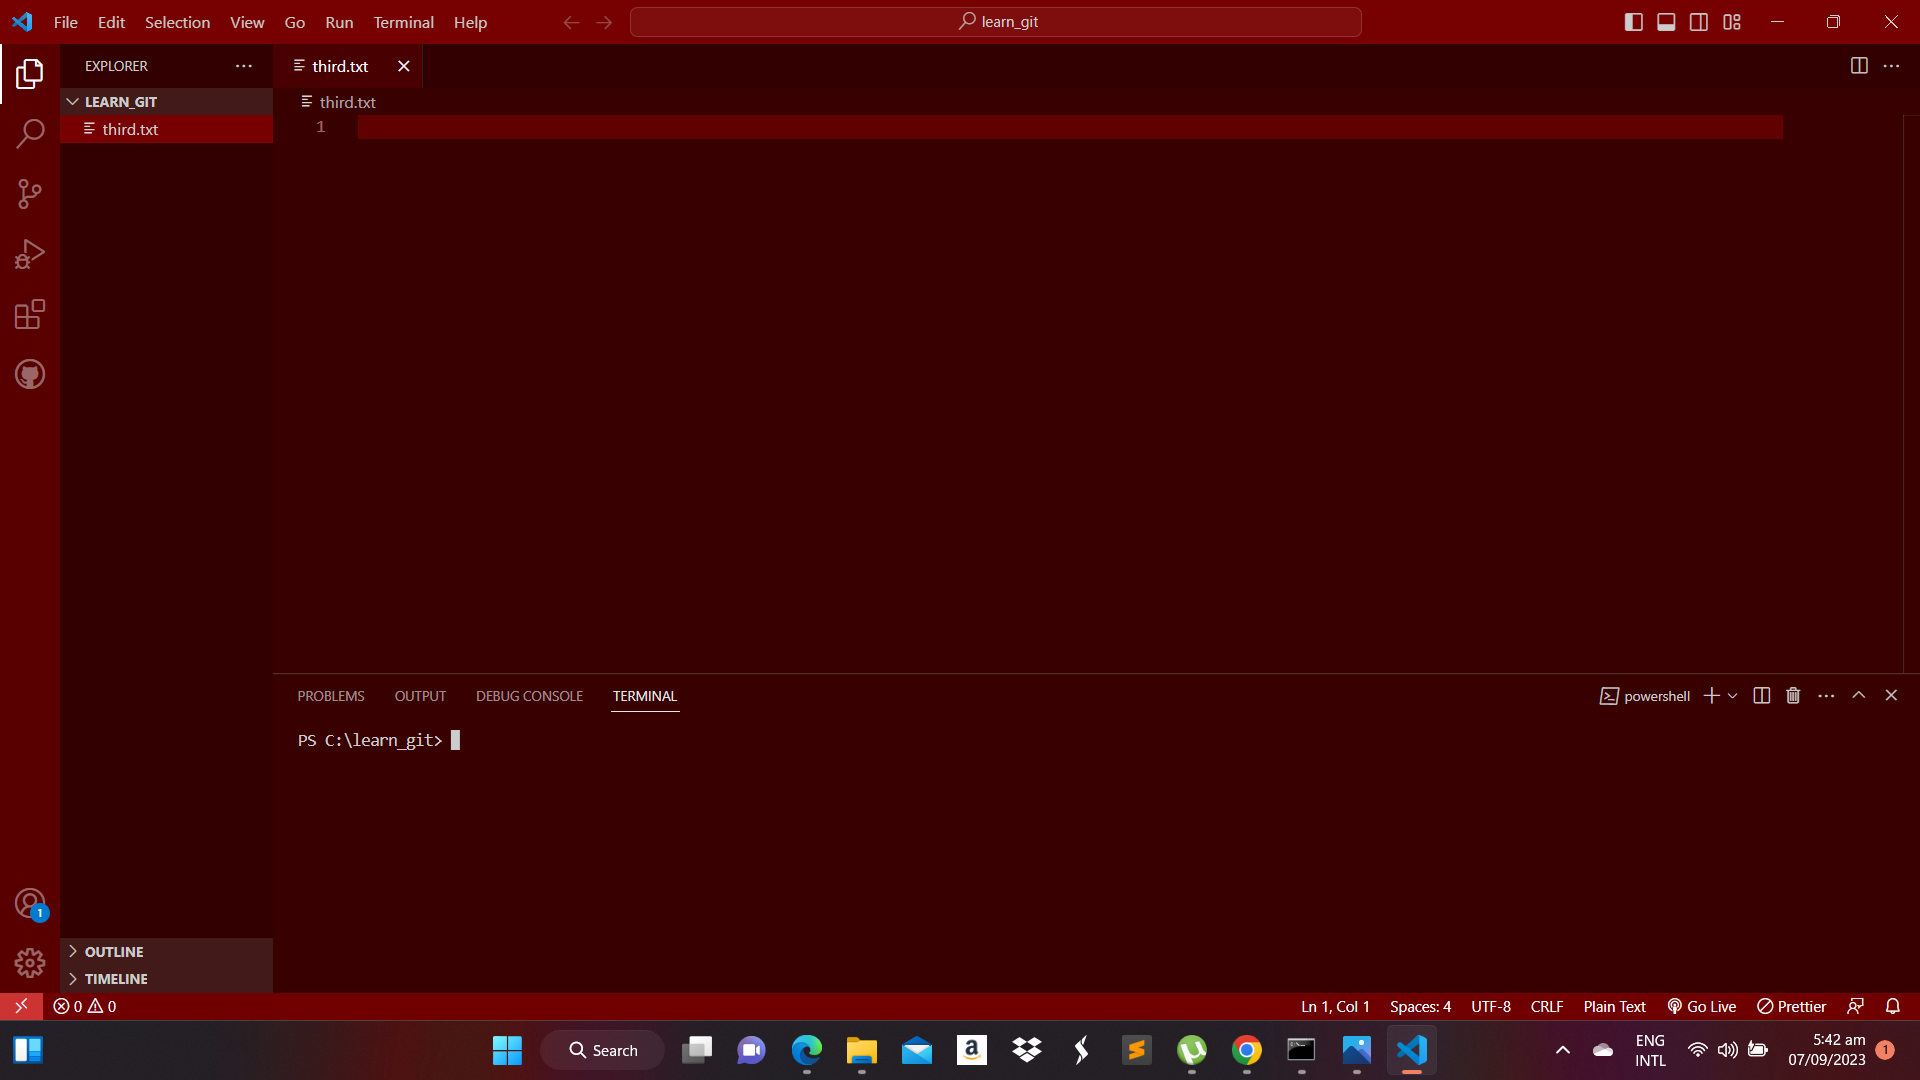 File Edit Selection View Go Run Terminal Help learn_git
EXPLORER
third.txt
LEARN_GIT
third.txt
third.txt
1
PROBLEMS OUTPUT DEBUG CONSOLE TERMINAL powershell
PS C:\learn_git>
1
OUTLINE
TIMELINE
0 0 Ln 1, Col 1 Spaces: 4 UTF-8 CRLF Plain Text Go Live Prettier
Search a ENG 5:42 am 1
INTL 07/09/2023